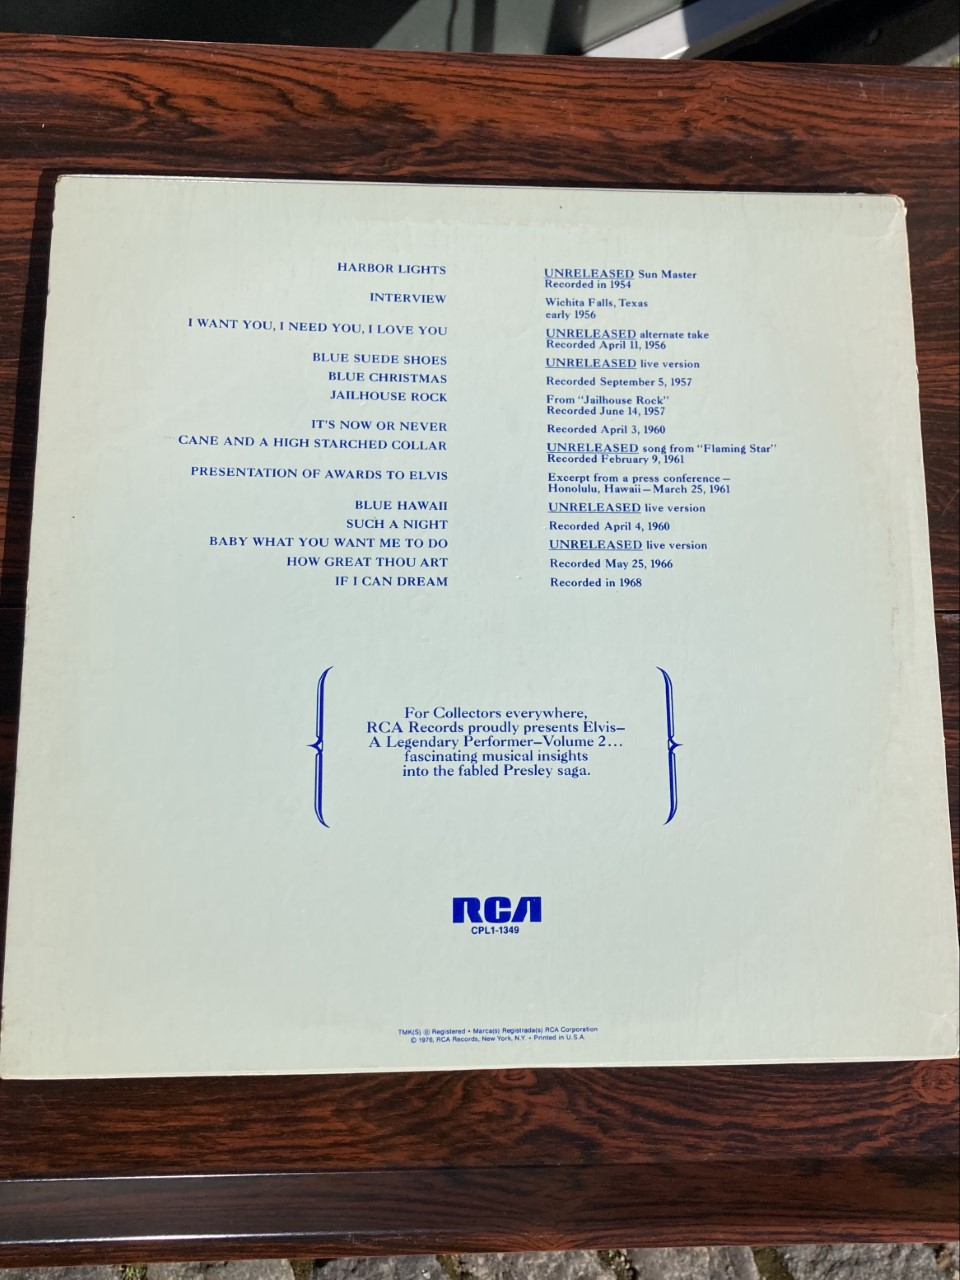 HARBOR LIGHTS UNRELEASED Sun Master
Recorded in 1954
INTERVIEW Wichita Falls, Texas
early 1956
I WANT YOU, I NEED YOU, I LOVE YOU UNRELEASED alternate take
Recorded April 11, 1956
BLUE SUEDE SHOES UNRELEASED live version
BLUE CHRISTMAS Recorded September 5, 1957
JAILHOUSE ROCK From "Jailhouse Rock"
Recorded June 14, 1957
IT'S NOW OR NEVER Recorded April 3, 1960
CANE AND A HIGH STARCHED COLLAR UNRELEASED song from "Flaming Star"
Recorded February 9, 1961
PRESENTATION OF AWARDS TO ELVIS Excerpt from a press conference—
Honolulu, Hawaii—March 25, 1961
BLUE HAWAII UNRELEASED live version
SUCH A NIGHT Recorded April 4, 1960
BABY WHAT YOU WANT ME TO DO UNRELEASED live version
HOW GREAT THOU ART Recorded May 25, 1966
IF I CAN DREAM Recorded in 1968
For Collectors everywhere,
RCA Records proudly presents Elvis—
A Legendary Performer—Volume 2...
fascinating musical insights
into the fabled Presley saga.
RCA
CPL1-1349
TMK(S) ® Registered • Marca(s) Registrada(s) RCA Corporation
© 1976, RCA Records, New York, N.Y. • Printed in U.S.A.